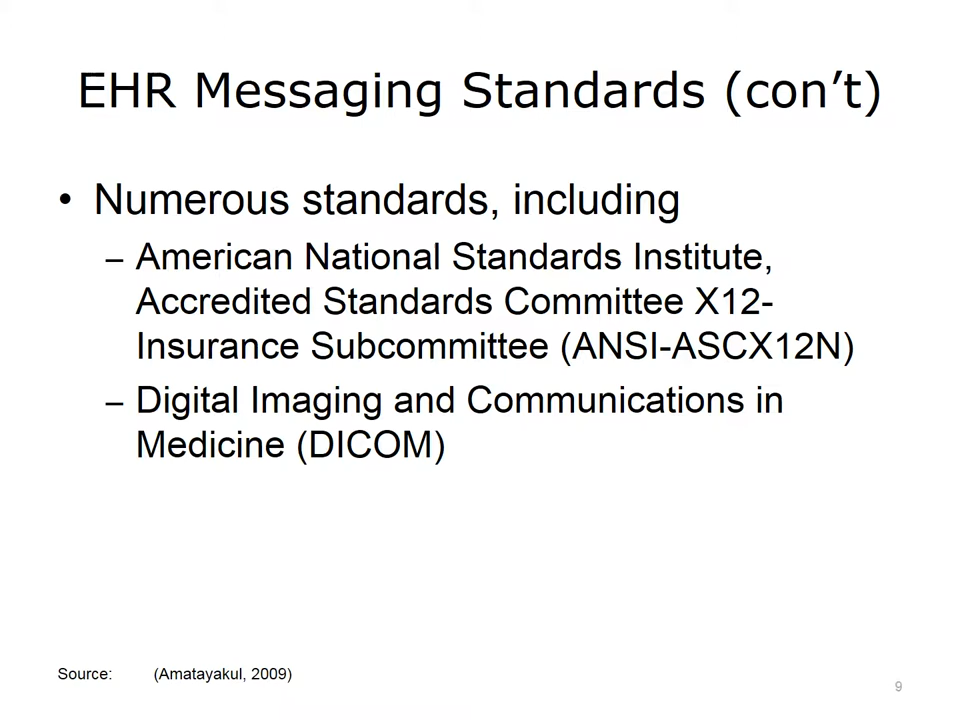 EHR Messaging Standards (con’t)
• Numerous standards, including
– American National Standards Institute,
Accredited Standards Committee X12-
Insurance Subcommittee (ANSI-ASCX12N)
– Digital Imaging and Communications in
Medicine (DICOM)
Source: (Amatayakul, 2009)
9